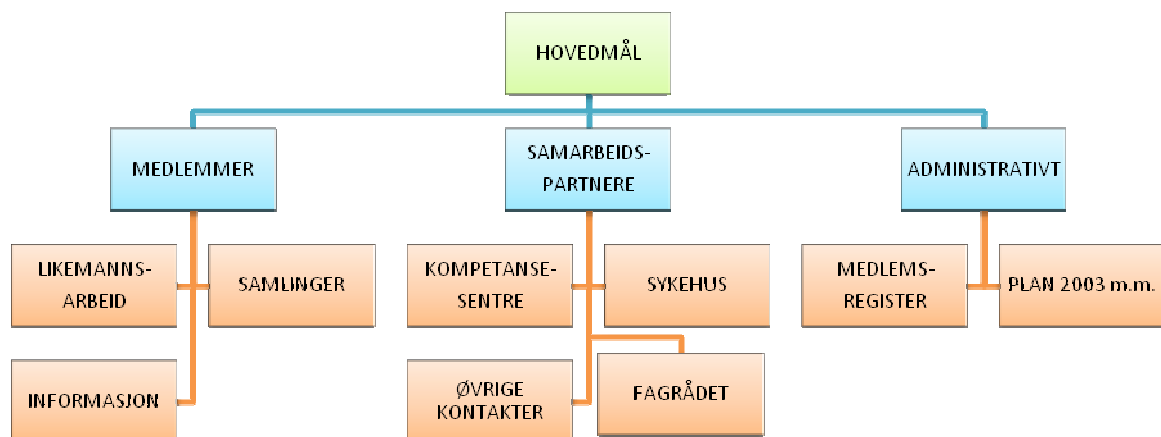 HOVEDMÅL
MEDLEMMER
SAMARBEIDS-
PARTNERE
ADMINISTRATIVT
LIKEMANNS-
ARBEID
SAMLINGER
KOMPETANSE-
SENTRE
SYKEHUS
MEDLEMS-
REGISTER
PLAN 2003 m.m.
INFORMASJON
ØVRIGE
KONTAKTER
FAGRÅDET